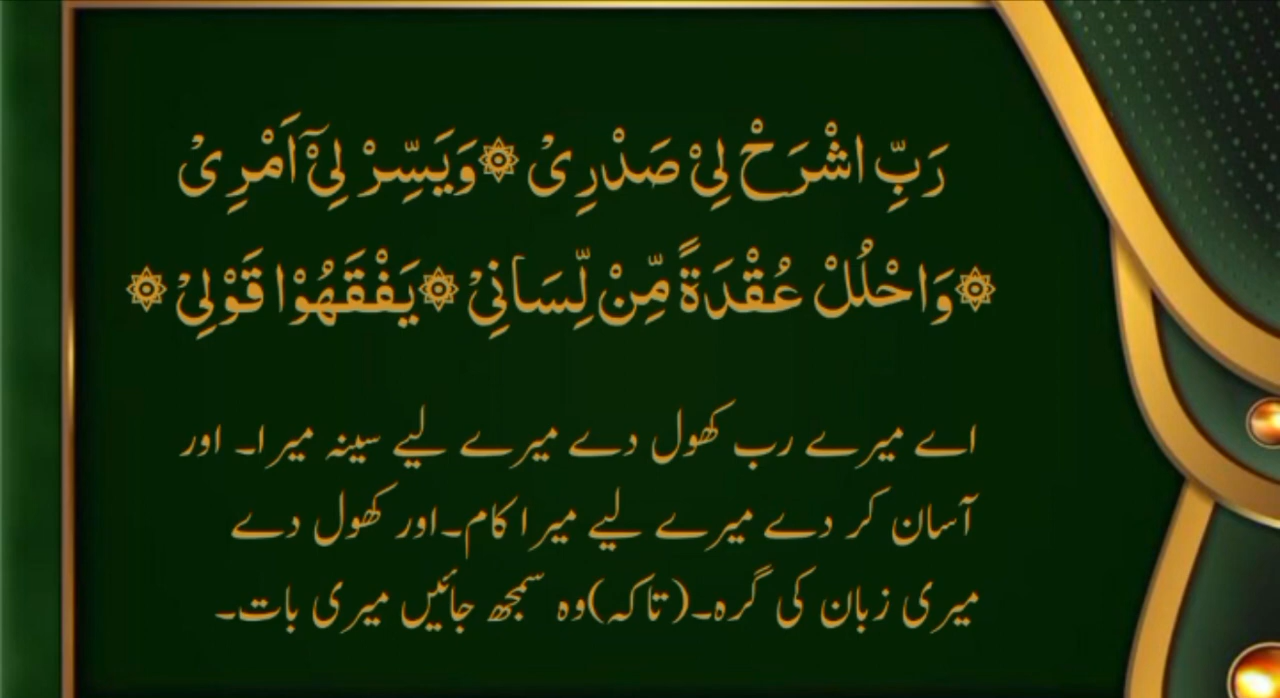 رَبِّ اشْرَحْ لِیْ صَدْرِیْ ۞وَیَسِّرْ لِیْۤ اَمْرِیْ
۞وَاحْلُلْ عُقْدَةً مِّنْ لِّسَانِیْ ۞یَفْقَهُوْا قَوْلِیْ ۞
اے میرے رب کھول دے میرے لیے سینہ میرا۔ اور
آسان کر دے میرے لیے میرا کام۔اور کھول دے
میری زبان کی گرہ۔(تاکہ)وہ سمجھ جائیں میری بات۔